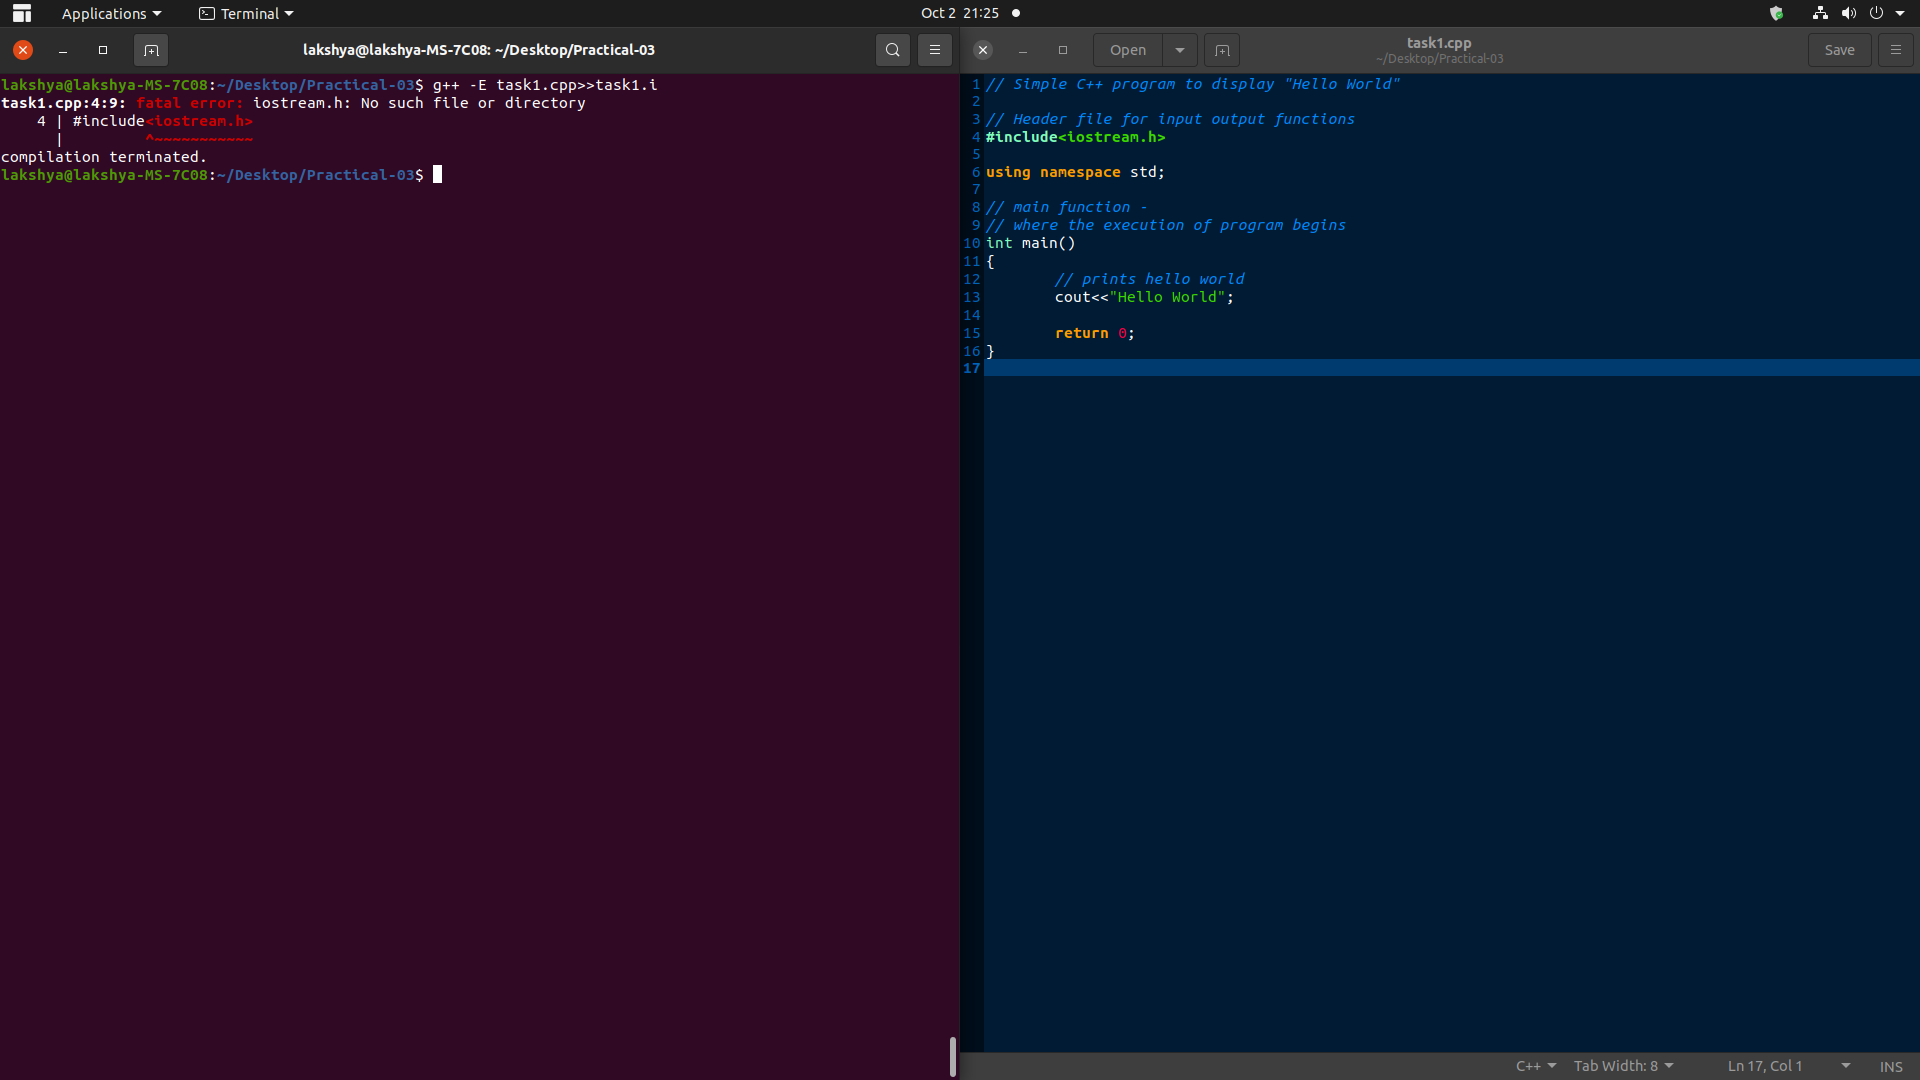 Applications
Terminal
Oct 2 21:25
lakshya@lakshya-MS-7C08: ~/Desktop/Practical-03
lakshya@lakshya-MS-7C08:~/Desktop/Practical-03$ g++ -E task1.cpp>>task1.i
task1.cpp:4:9: fatal error: iostream.h: No such file or directory
    4 | #include<iostream.h>
      |         ^~~~~~~~~~~~
compilation terminated.
lakshya@lakshya-MS-7C08:~/Desktop/Practical-03$
Open
task1.cpp
~/Desktop/Practical-03
Save
1 // Simple C++ program to display "Hello World"
2
3 // Header file for input output functions
4 #include<iostream.h>
5
6 using namespace std;
7
8 // main function -
9 // where the execution of program begins
10 int main()
11 {
12         // prints hello world
13         cout<<"Hello World";
14
15         return 0;
16 }
17
C++
Tab Width: 8
Ln 17, Col 1
INS